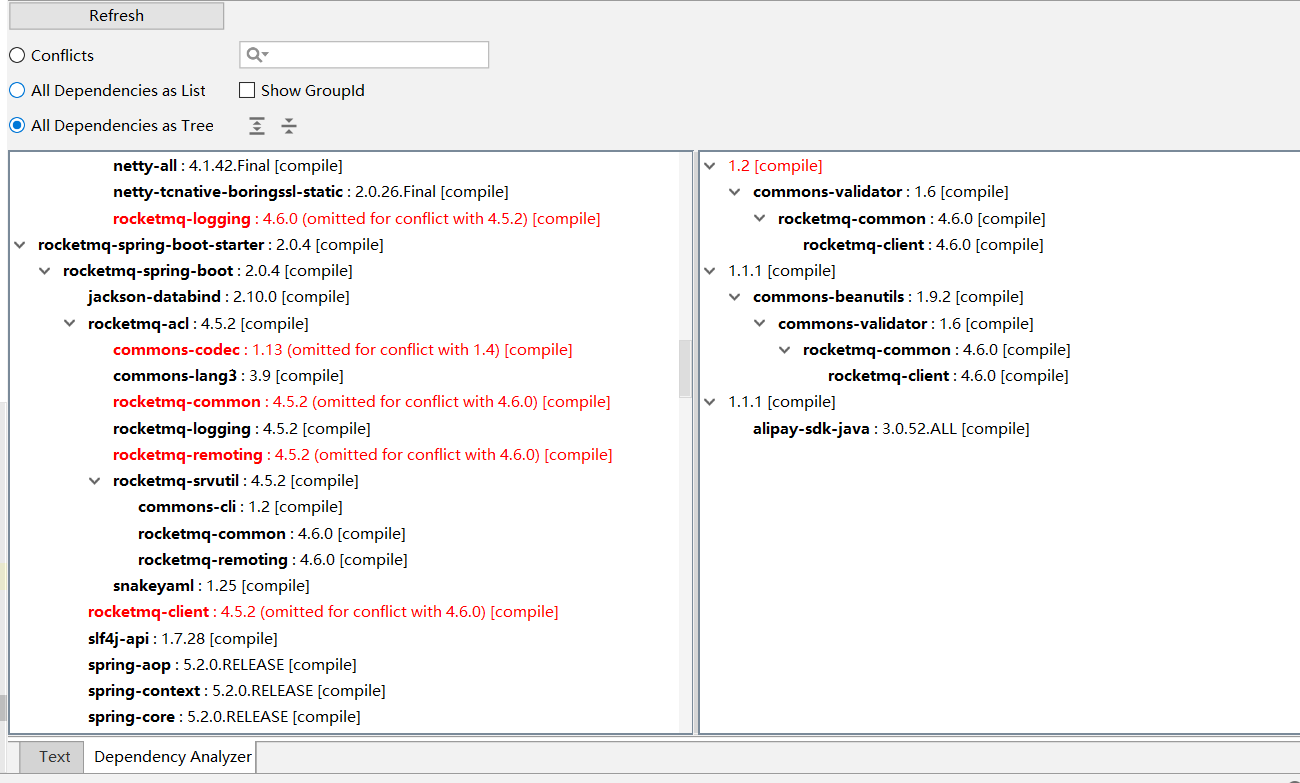 Refresh
Conflicts
All Dependencies as List
Show GroupId
All Dependencies as Tree
netty-all : 4.1.42.Final [compile]
netty-tcnative-boringssl-static : 2.0.26.Final [compile]
rocketmq-logging : 4.6.0 (omitted for conflict with 4.5.2) [compile]
rocketmq-spring-boot-starter : 2.0.4 [compile]
rocketmq-spring-boot : 2.0.4 [compile]
jackson-databind : 2.10.0 [compile]
rocketmq-acl : 4.5.2 [compile]
commons-codec : 1.13 (omitted for conflict with 1.4) [compile]
commons-lang3 : 3.9 [compile]
rocketmq-common : 4.5.2 (omitted for conflict with 4.6.0) [compile]
rocketmq-logging : 4.5.2 [compile]
rocketmq-remoting : 4.5.2 (omitted for conflict with 4.6.0) [compile]
rocketmq-srvutil : 4.5.2 [compile]
commons-cli : 1.2 [compile]
rocketmq-common : 4.6.0 [compile]
rocketmq-remoting : 4.6.0 [compile]
snakeyaml : 1.25 [compile]
rocketmq-client : 4.5.2 (omitted for conflict with 4.6.0) [compile]
slf4j-api : 1.7.28 [compile]
spring-aop : 5.2.0.RELEASE [compile]
spring-context : 5.2.0.RELEASE [compile]
spring-core : 5.2.0.RELEASE [compile]
1.2 [compile]
commons-validator : 1.6 [compile]
rocketmq-common : 4.6.0 [compile]
rocketmq-client : 4.6.0 [compile]
1.1.1 [compile]
commons-beanutils : 1.9.2 [compile]
commons-validator : 1.6 [compile]
rocketmq-common : 4.6.0 [compile]
rocketmq-client : 4.6.0 [compile]
1.1.1 [compile]
alipay-sdk-java : 3.0.52.ALL [compile]
Text
Dependency Analyzer